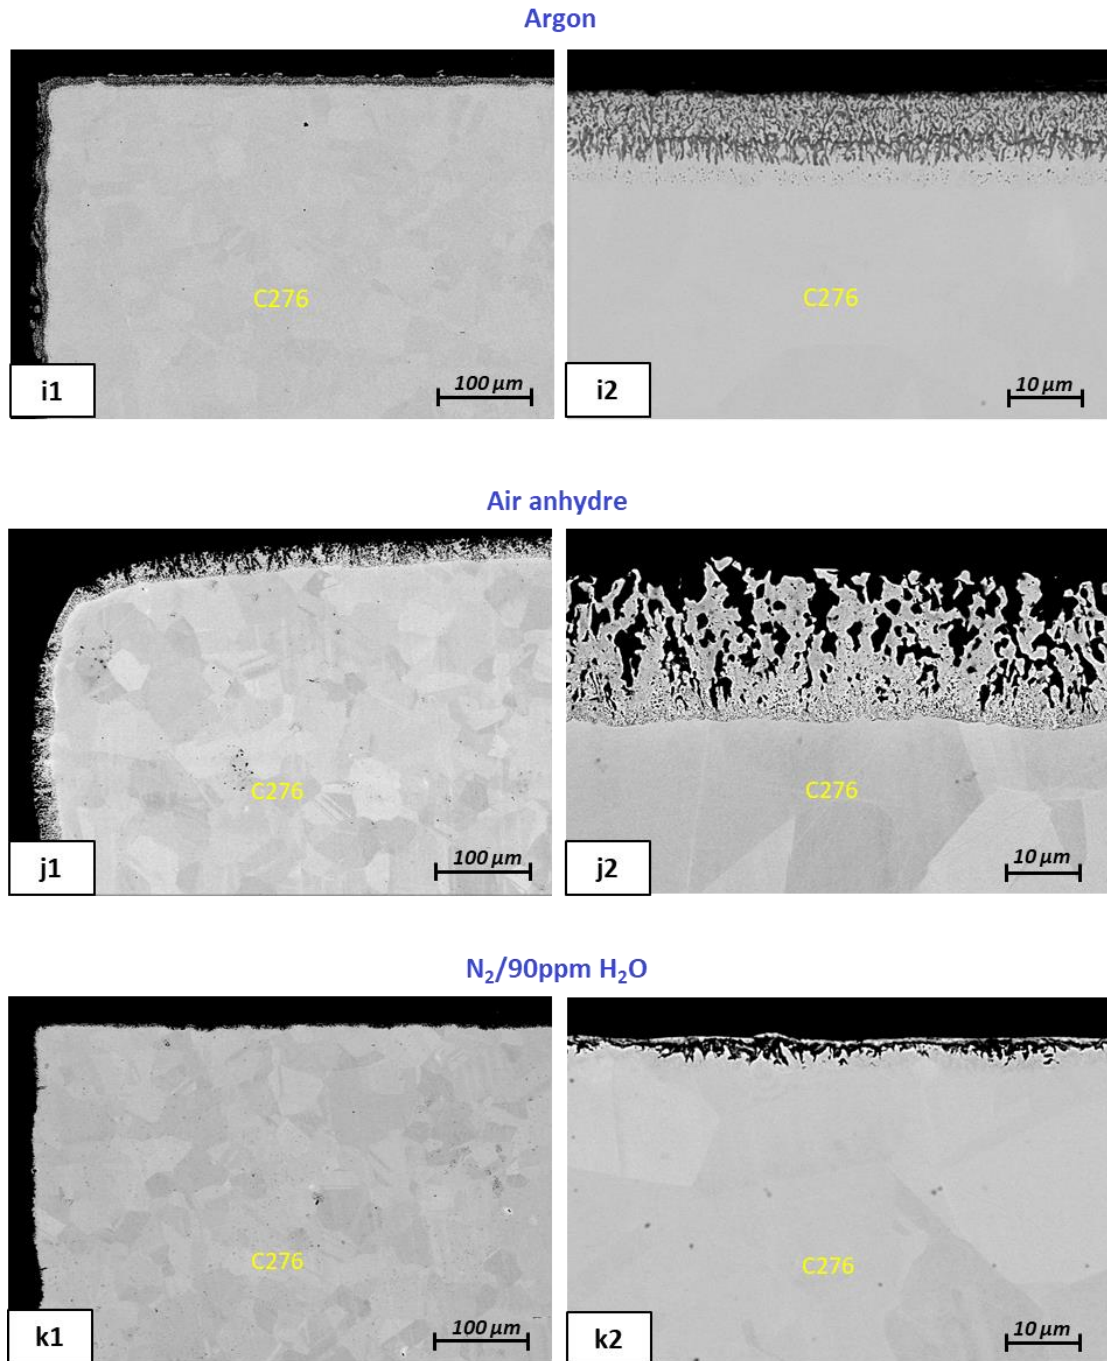 Argon
C276
i1
100 µm
C276
i2
10 µm
Air anhydre
C276
j1
100 µm
C276
j2
10 µm
N₂/90ppm H₂O
C276
k1
100 µm
C276
k2
10 µm